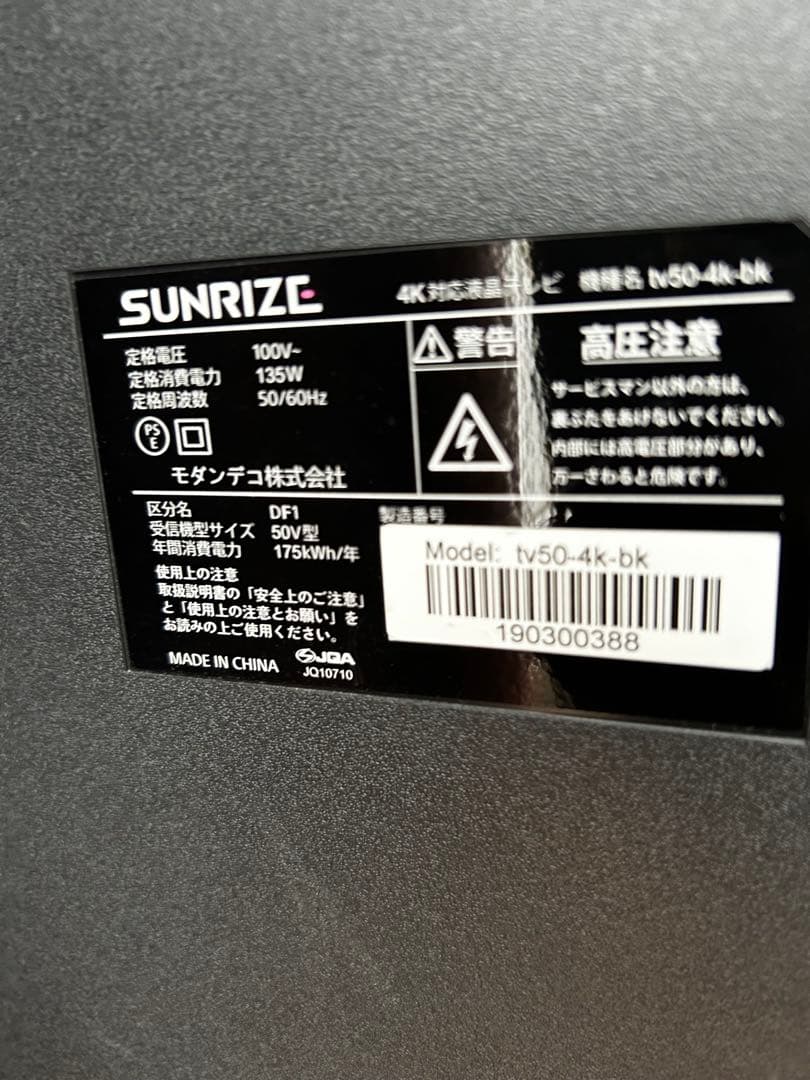 SUNRIZE
4K対応液晶テレビ 機種名 tv50-4k-bk
定格電圧 100V~
定格消費電力 135W
定格周波数 50/60Hz
PS
E
モダンデコ株式会社
警告 高圧注意
サービスマン以外の方は、
裏ぶたをあけないでください。
内部には高電圧部分があり、
万一さわると危険です。
区分名 DF1
受信機型サイズ 50V型
年間消費電力 175kWh/年
使用上の注意
取扱説明書の「安全上のご注意」
と「使用上の注意とお願い」を
お読みの上ご使用ください。
MADE IN CHINA
JQA
JQ10710
製造番号
Model: tv50-4k-bk
190300388